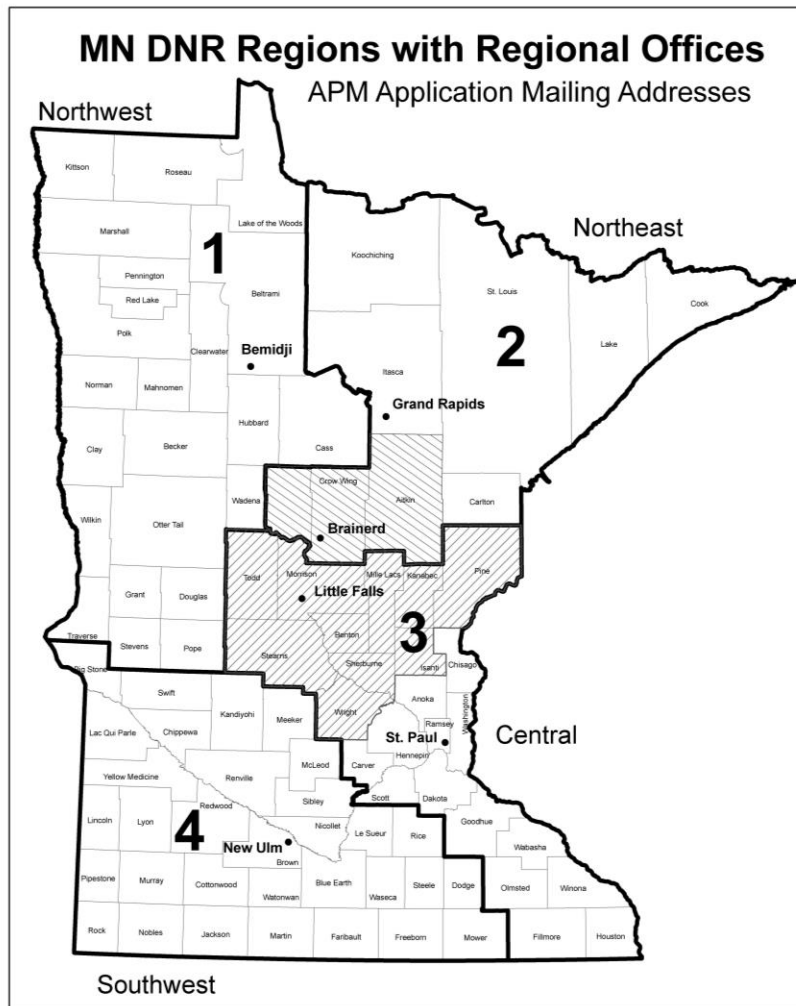 MN DNR Regions with Regional Offices
APM Application Mailing Addresses
Northwest
Kittson
Roseau
Lake of the Woods
Marshall
1
Northeast
Koochiching
Pennington
Beltrami
St. Louis
Red Lake
Cook
Polk
2
Clearwater
Bemidji
Lake
Itasca
Norman
Mahnomen
Grand Rapids
Hubbard
Becker
Cass
Clay
Crow Wing
Aitkin
Wadena
Carlton
Wilkin
Otter Tail
Brainerd
Todd
Morrison
Mille Lacs
Kanabec
Pine
Grant
Douglas
Little Falls
3
Traverse
Stevens
Pope
Benton
Stearns
Sherburne
Isanti
Chisago
Big Stone
Swift
Wright
Anoka
Washington
Kandiyohi
Meeker
Ramsey
Lac Qui Parle
Chippewa
St. Paul
Central
Hennepin
McLeod
Carver
Yellow Medicine
Renville
Scott
Dakota
Sibley
Redwood
4
Lincoln
Lyon
Nicollet
Goodhue
Le Sueur
Rice
New Ulm
Wabasha
Brown
Pipestone
Murray
Cottonwood
Blue Earth
Waseca
Steele
Dodge
Olmsted
Winona
Watonwan
Rock
Nobles
Jackson
Martin
Faribault
Freeborn
Mower
Fillmore
Houston
Southwest